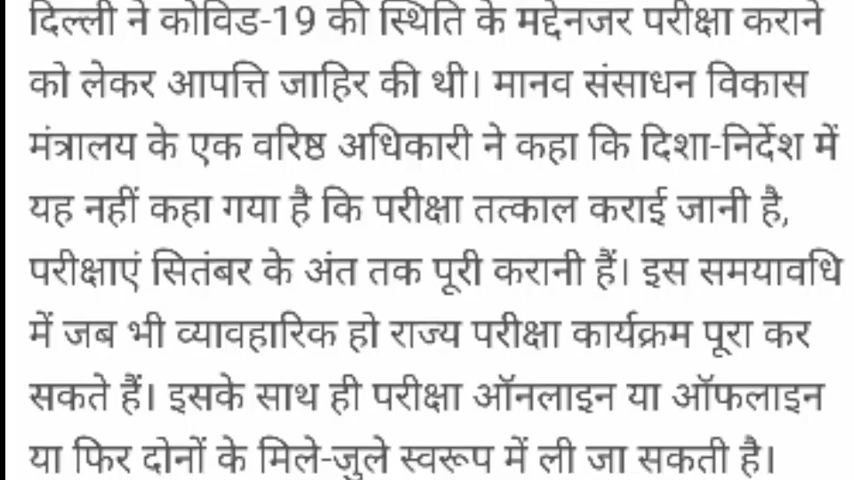 दिल्ली ने कोविड-19 की स्थिति के मद्देनजर परीक्षा कराने
को लेकर आपत्ति जाहिर की थी। मानव संसाधन विकास
मंत्रालय के एक वरिष्ठ अधिकारी ने कहा कि दिशा-निर्देश में
यह नहीं कहा गया है कि परीक्षा तत्काल कराई जानी है,
परीक्षाएं सितंबर के अंत तक पूरी करानी हैं। इस समयावधि
में जब भी व्यावहारिक हो राज्य परीक्षा कार्यक्रम पूरा कर
सकते हैं। इसके साथ ही परीक्षा ऑनलाइन या ऑफलाइन
या फिर दोनों के मिले-जुले स्वरूप में ली जा सकती है।